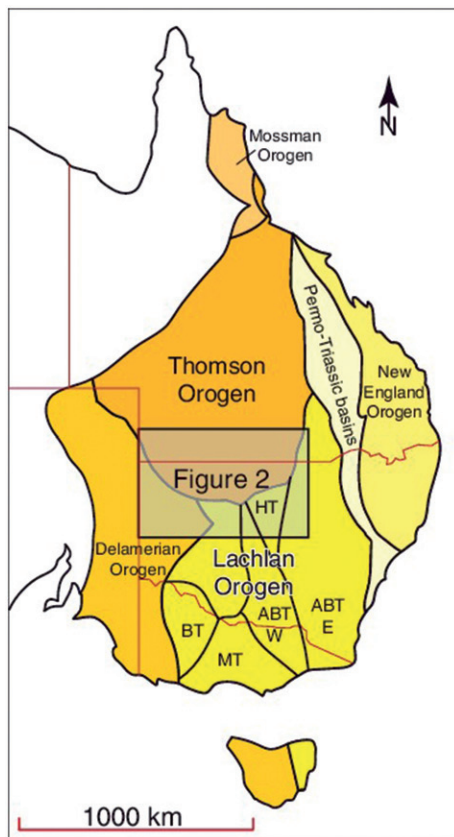 Mossman
Orogen
N
Thomson
Orogen
Permo-Triassic basins
New
England
Orogen
Figure 2
HT
Delamerian
Orogen
Lachlan
Orogen
BT
MT
ABT
W
ABT
E
1000 km